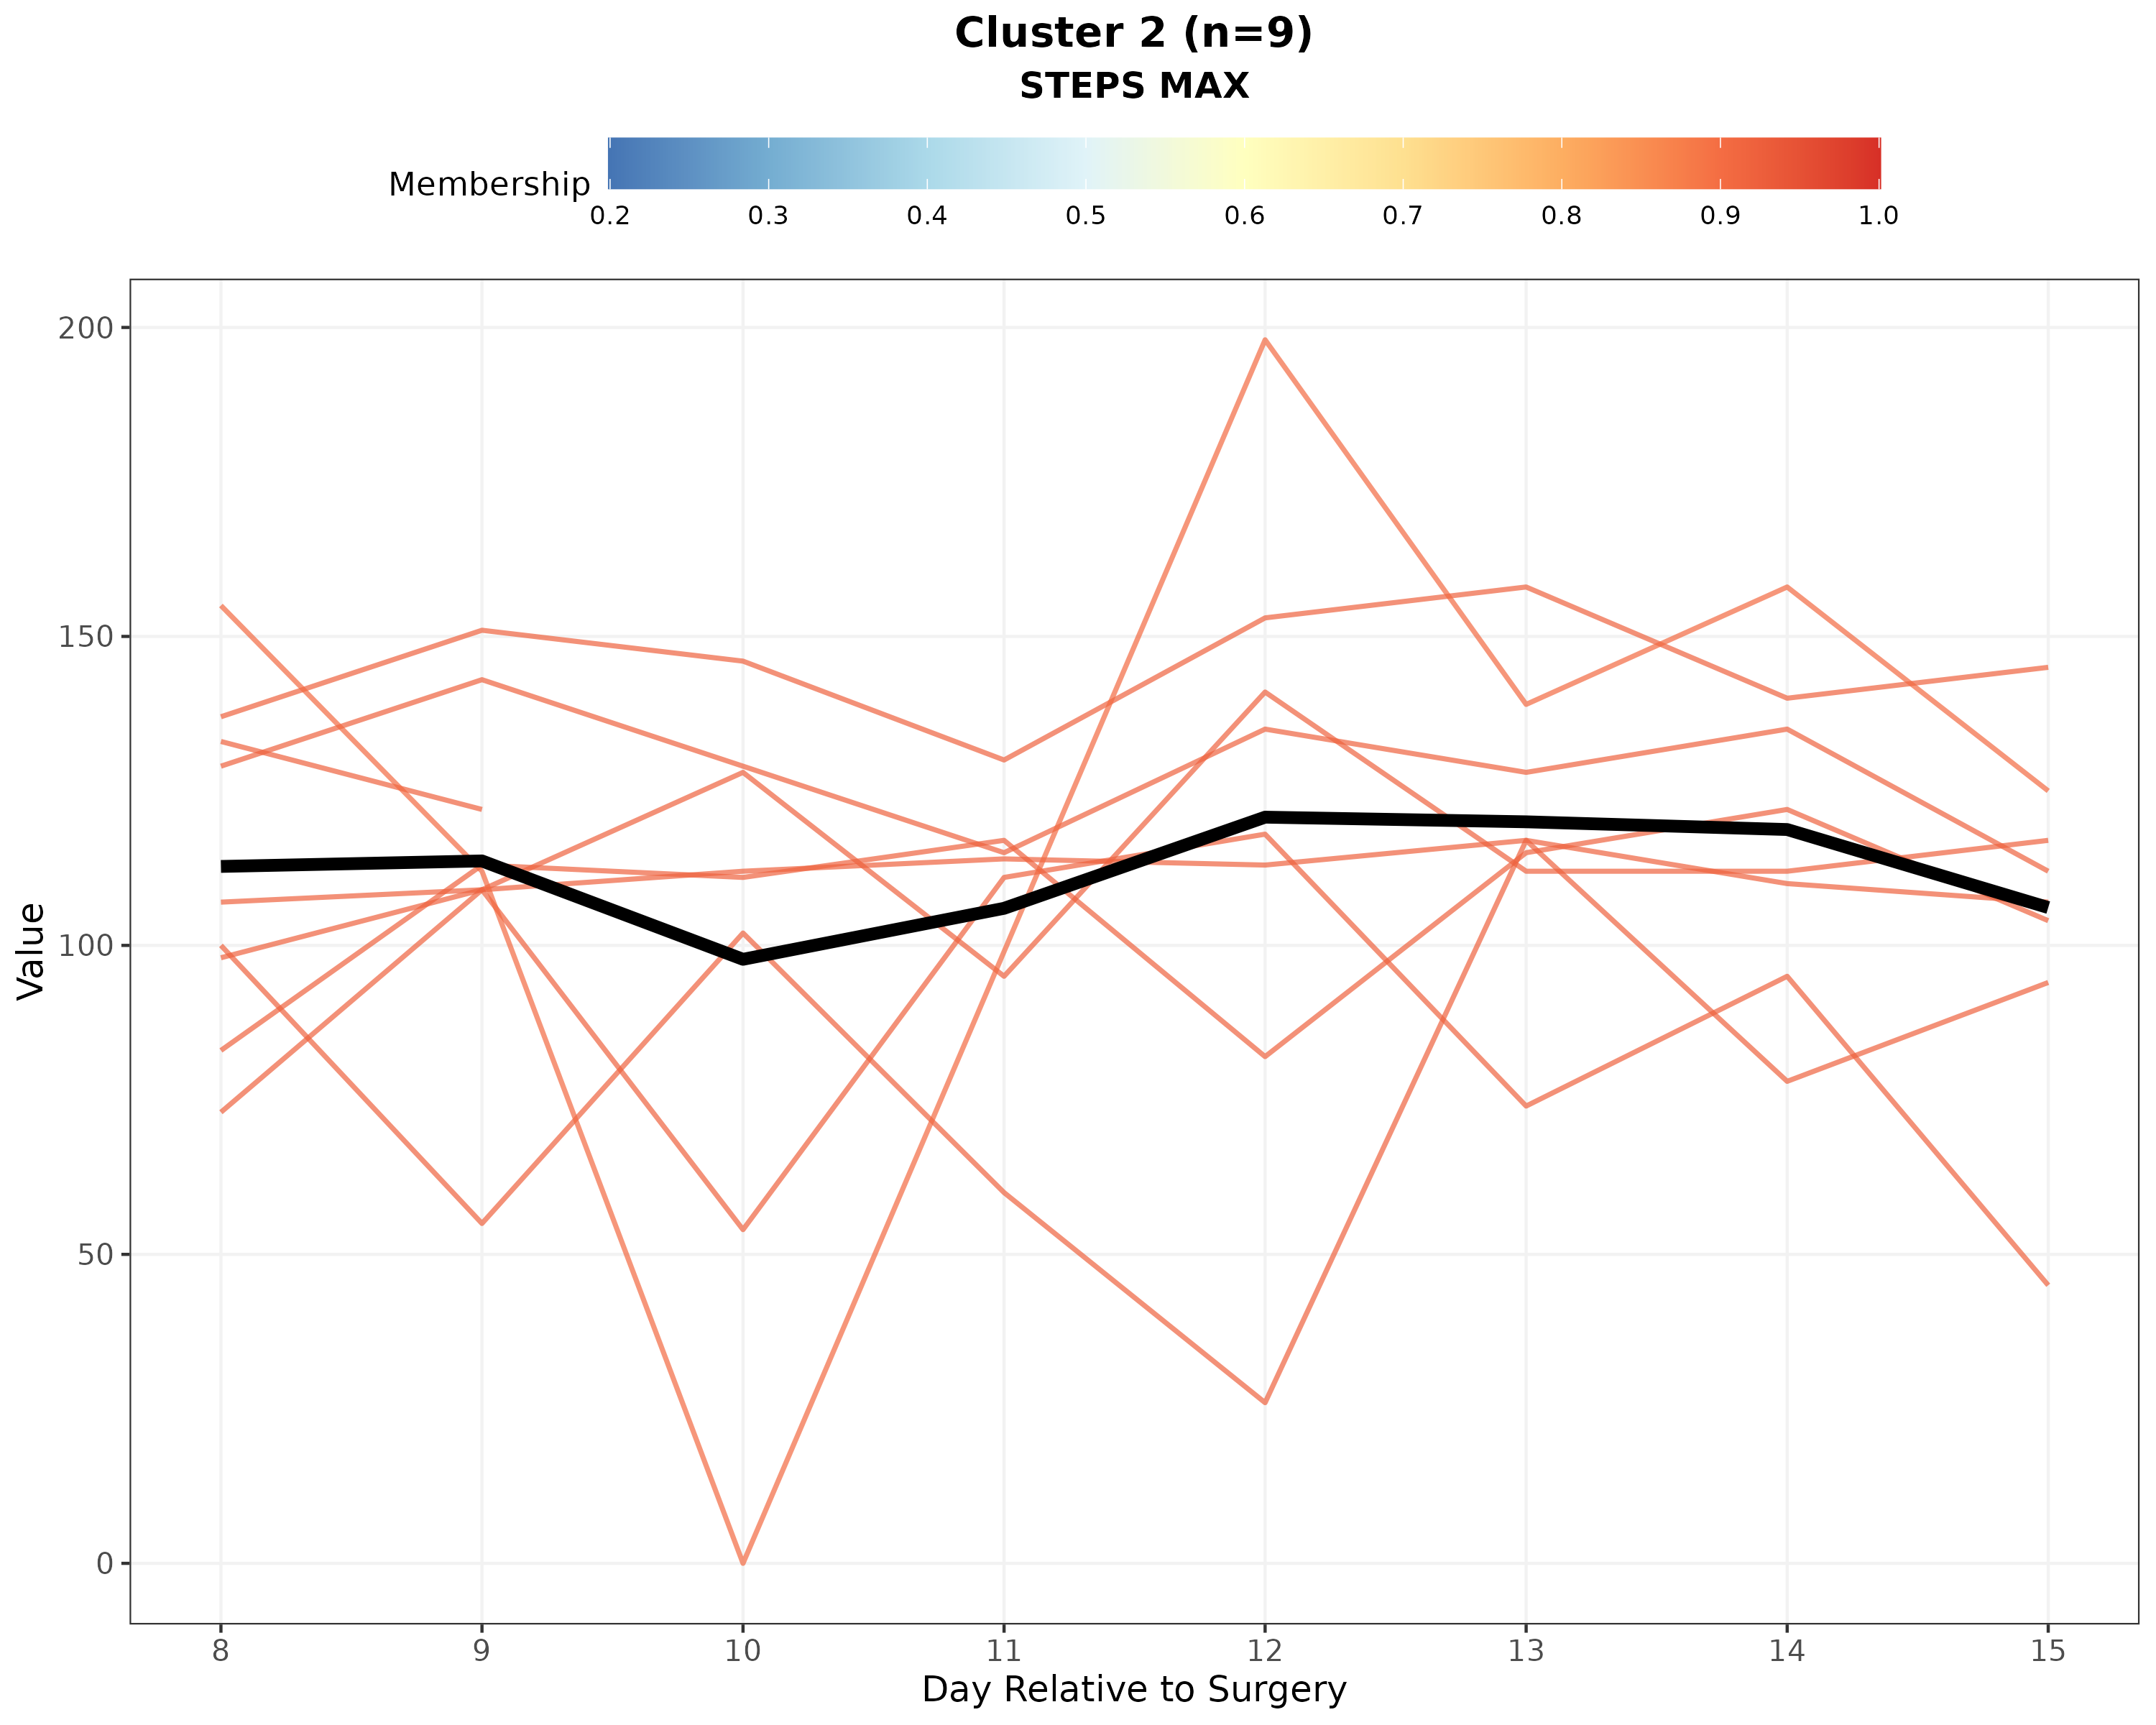 Cluster 2 (n=9)
STEPS MAX
Membership
0.2 0.3 0.4 0.5 0.6 0.7 0.8 0.9 1.0
Value
200
150
100
50
0
8 9 10 11 12 13 14 15
Day Relative to Surgery